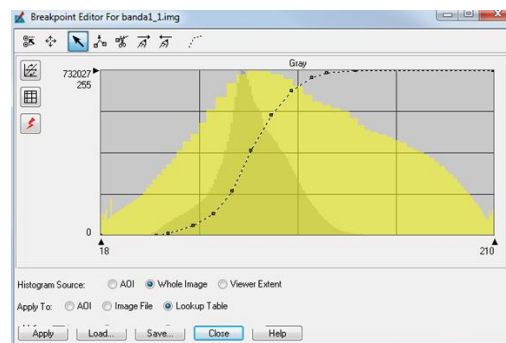 Breakpoint Editor For banda1_1.img
Gray
732027
255
0
18
210
Histogram Source: AOI Whole Image Viewer Extent
Apply To: AOI Image File Lookup Table
Apply Load... Save... Close Help